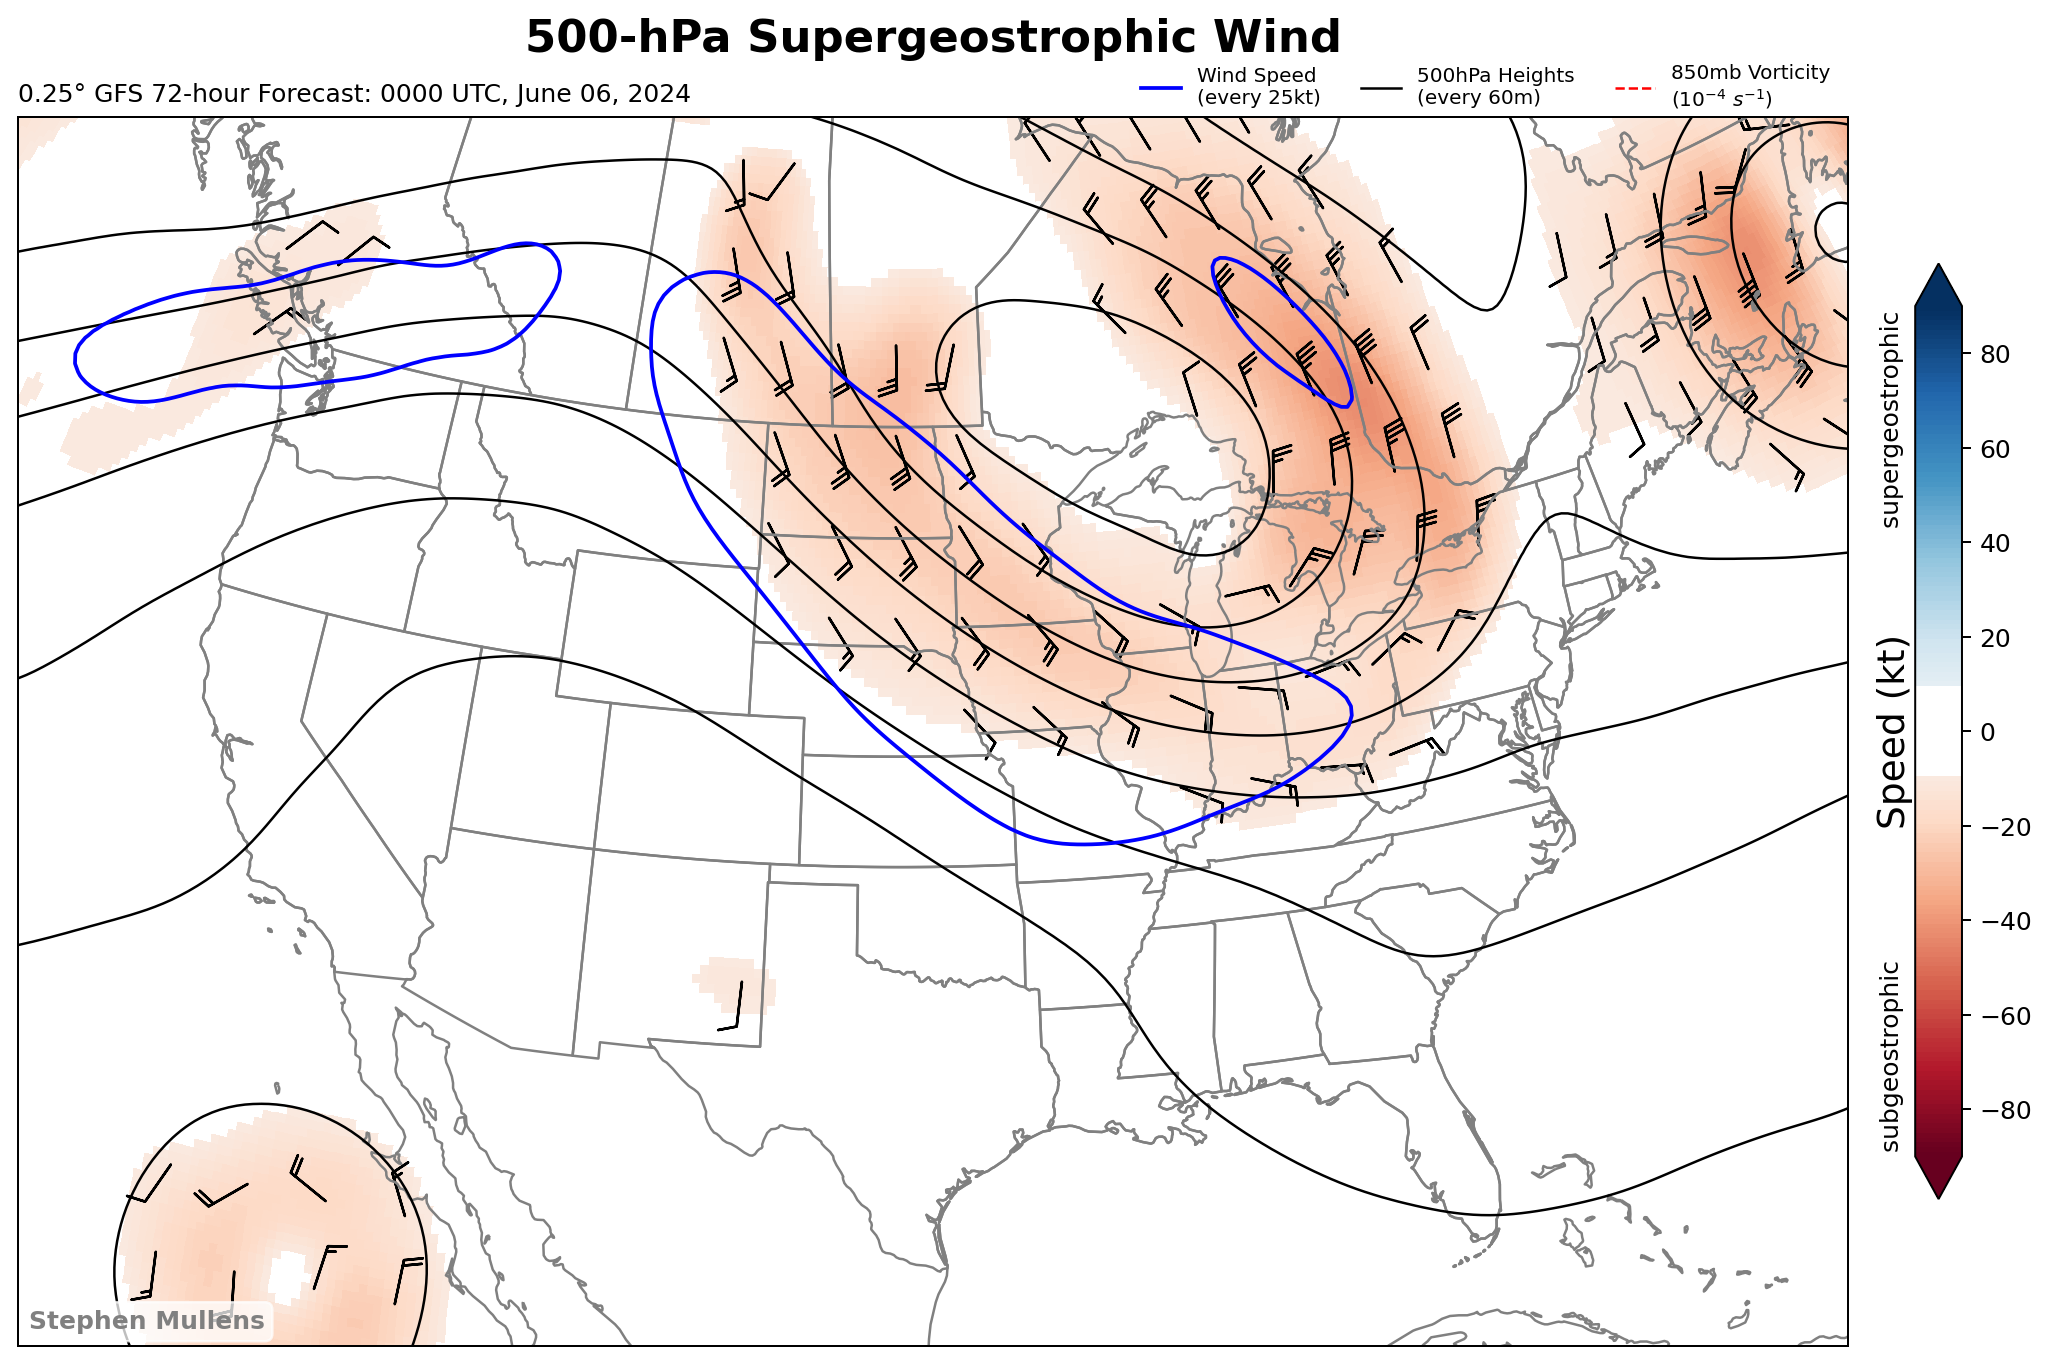 500-hPa Supergeostrophic Wind
0.25° GFS 72-hour Forecast: 0000 UTC, June 06, 2024
Wind Speed
(every 25kt)
500hPa Heights
(every 60m)
850mb Vorticity
(10⁻⁴ s⁻¹)
supergeostrophic
subgeostrophic
Speed (kt)
80
60
40
20
0
−20
−40
−60
−80
Stephen Mullens